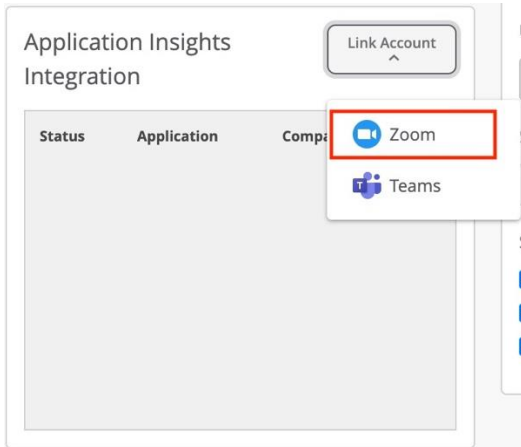 Application Insights
Integration
Link Account
Status Application Compa
Zoom
Teams